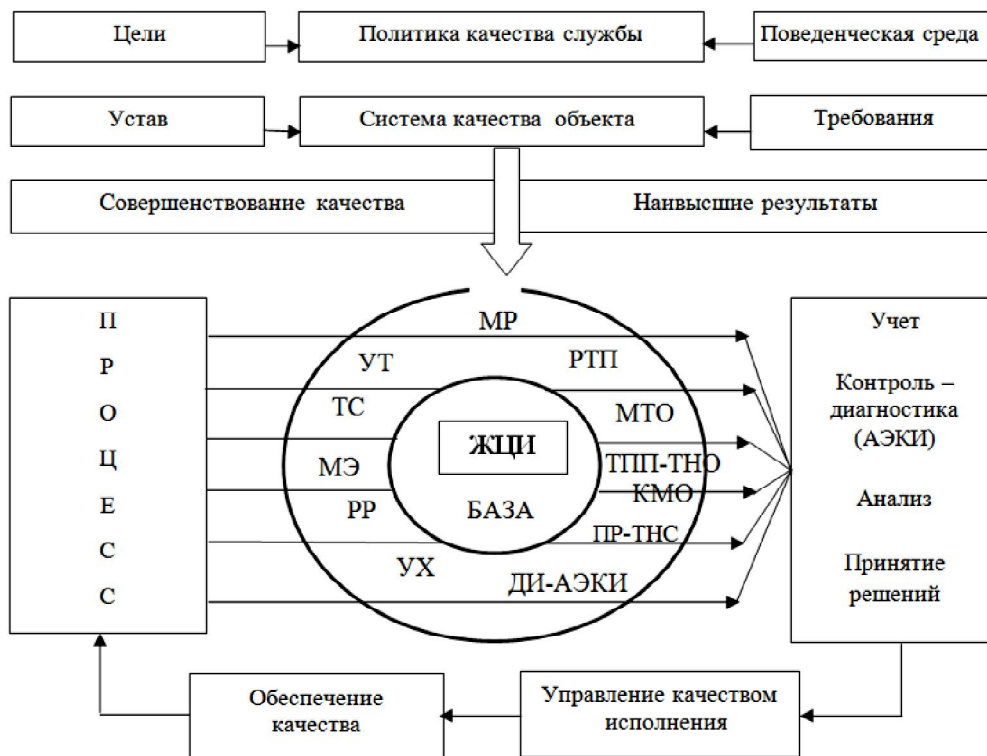 Цели
Политика качества службы
Поведенческая среда
Устав
Система качества объекта
Требования
Совершенствование качества
Наивысшие результаты
П
Р
О
Ц
Е
С
С
МР
УТ
РТП
ТС
МТО
ЖЦИ
МЭ
ТПП-ТНО
КМО
РР
БАЗА
ПР-ТНС
УХ
ДИ-АЭКИ
Учет
Контроль –
диагностика
(АЭКИ)
Анализ
Принятие
решений
Обеспечение
качества
Управление качеством
исполнения